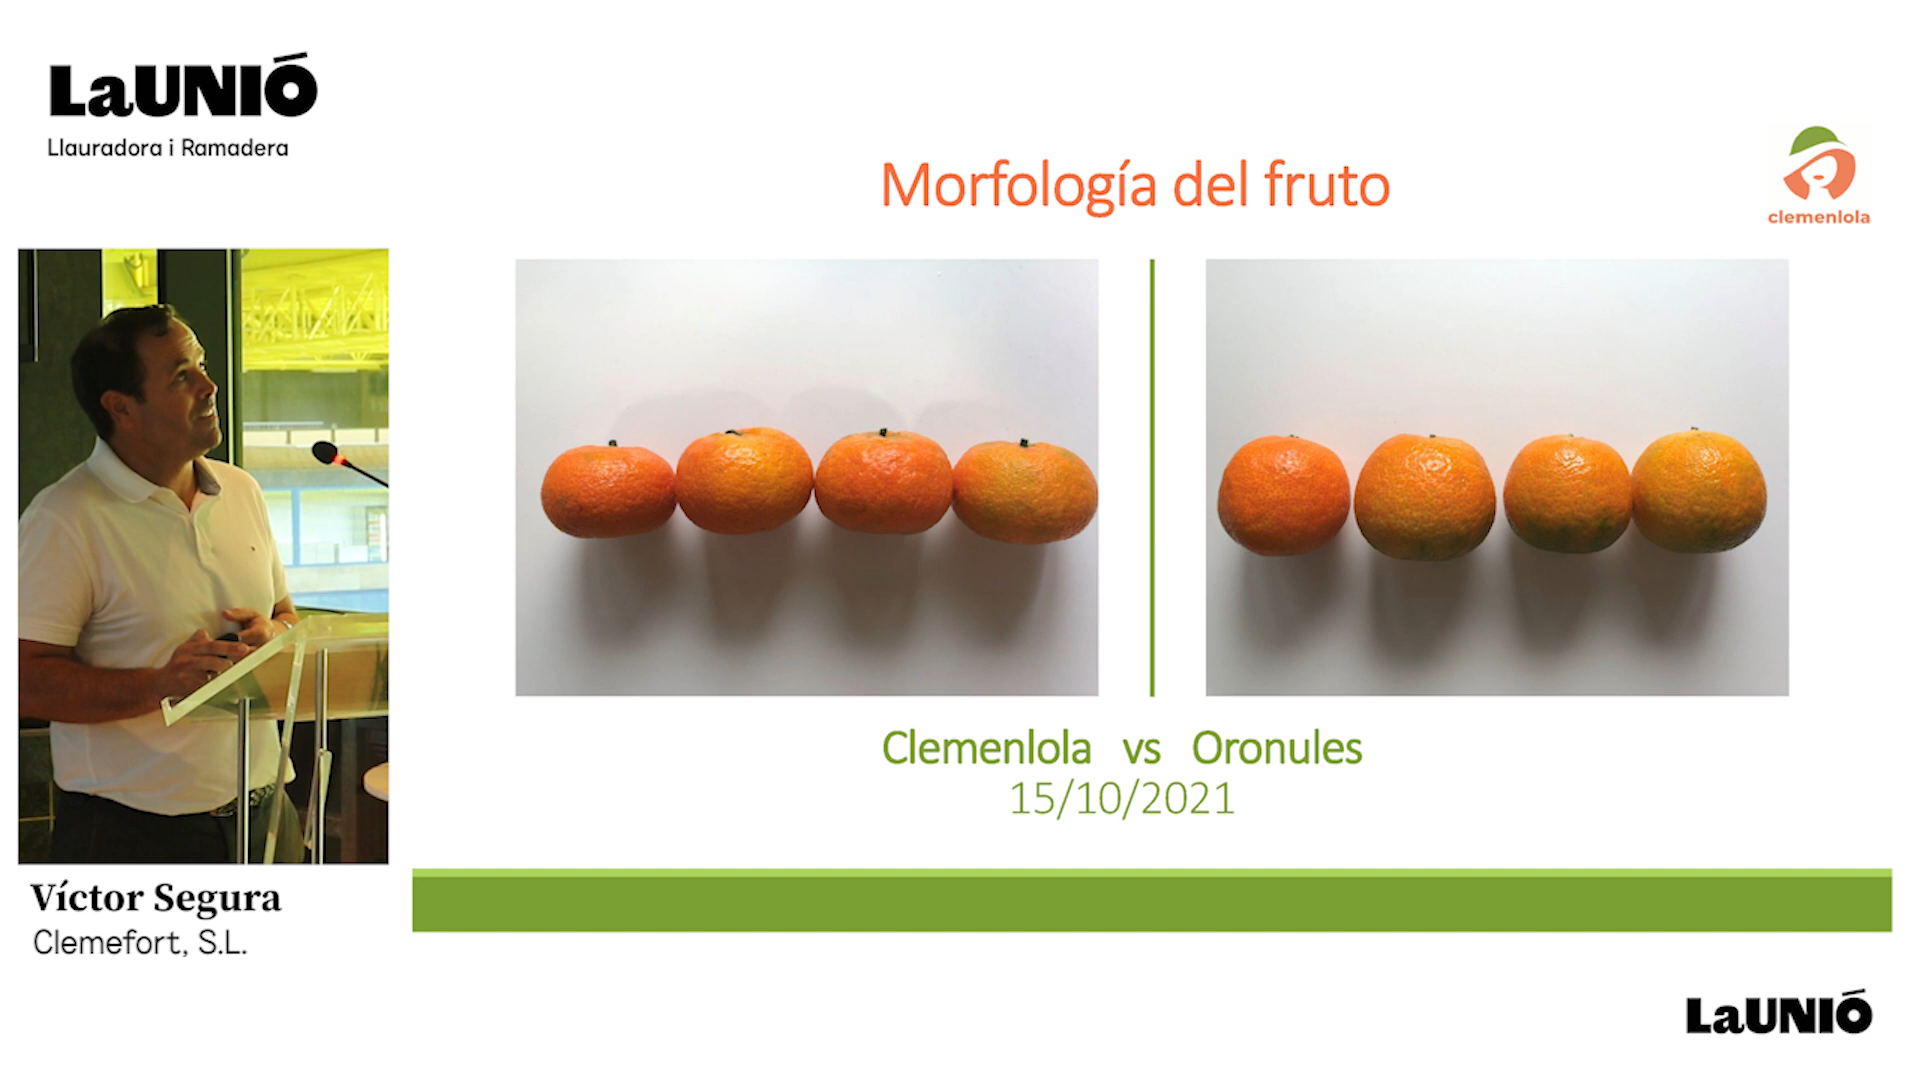 LaUNIÓ
Llauradora i Ramadera
Morfología del fruto
clemenlola
Clemenlola vs Oronules
15/10/2021
Víctor Segura
Clemefort, S.L.
LaUNIÓ